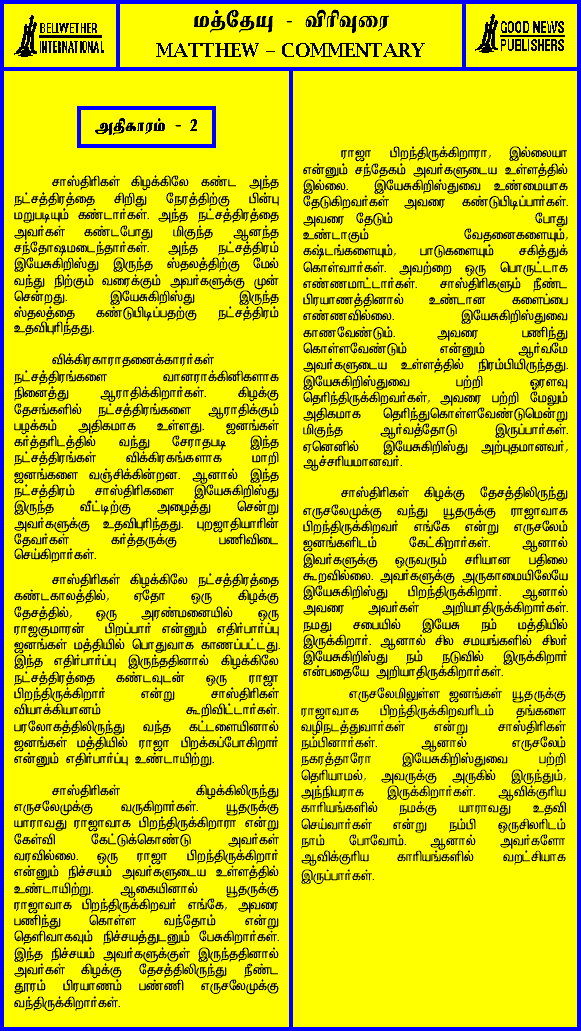 BELLWETHER
INTERNATIONAL
மத்தேயு - விரிவுரை
MATTHEW – COMMENTARY
GOOD NEWS
PUBLISHERS
அதிகாரம் - 2
சாஸ்திரிகள் கிழக்கிலே கண்ட அந்த
நட்சத்திரத்தை சிறிது நேரத்திற்கு பின்பு
மறுபடியும் கண்டார்கள். அந்த நட்சத்திரத்தை
அவர்கள் கண்டபோது மிகுந்த ஆனந்த
சந்தோஷமடைந்தார்கள். அந்த நட்சத்திரம்
இயேசுகிறிஸ்து இருந்த ஸ்தலத்திற்கு மேல்
வந்து நிற்கும் வரைக்கும் அவர்களுக்கு முன்
சென்றது. இயேசுகிறிஸ்து இருந்த
ஸ்தலத்தை கண்டுபிடிப்பதற்கு நட்சத்திரம்
உதவிபுரிந்தது.
விக்கிரகாராதனைக்காரர்கள்
நட்சத்திரங்களை வானராக்கினிகளாக
நினைத்து ஆராதிக்கிறார்கள். கிழக்கு
தேசங்களில் நட்சத்திரங்களை ஆராதிக்கும்
பழக்கம் அதிகமாக உள்ளது. ஜனங்கள்
கர்த்தரிடத்தில் வந்து சேராதபடி இந்த
நட்சத்திரங்கள் விக்கிரகங்களாக மாறி
ஜனங்களை வஞ்சிக்கின்றன. ஆனால் இந்த
நட்சத்திரம் சாஸ்திரிகளை இயேசுகிறிஸ்து
இருந்த வீட்டிற்கு அழைத்து சென்று
அவர்களுக்கு உதவிபுரிந்தது. புறஜாதியாரின்
தேவர்கள் கர்த்தருக்கு பணிவிடை
செய்கிறார்கள்.
சாஸ்திரிகள் கிழக்கிலே நட்சத்திரத்தை
கண்டகாலத்தில், ஏதோ ஒரு கிழக்கு
தேசத்தில், ஒரு அரண்மனையில் ஒரு
ராஜகுமாரன் பிறப்பார் என்னும் எதிர்பார்ப்பு
ஜனங்கள் மத்தியில் பொதுவாக காணப்பட்டது.
இந்த எதிர்பார்ப்பு இருந்ததினால் கிழக்கிலே
நட்சத்திரத்தை கண்டவுடன் ஒரு ராஜா
பிறந்திருக்கிறார் என்று சாஸ்திரிகள்
வியாக்கியானம் கூறிவிட்டார்கள்.
பரலோகத்திலிருந்து வந்த கட்டளையினால்
ஜனங்கள் மத்தியில் ராஜா பிறக்கப்போகிறார்
என்னும் எதிர்பார்ப்பு உண்டாயிற்று.
சாஸ்திரிகள் கிழக்கிலிருந்து
எருசலேமுக்கு வருகிறார்கள். யூதருக்கு
யாராவது ராஜாவாக பிறந்திருக்கிறாரா என்று
கேள்வி கேட்டுக்கொண்டு அவர்கள்
வரவில்லை. ஒரு ராஜா பிறந்திருக்கிறார்
என்னும் நிச்சயம் அவர்களுடைய உள்ளத்தில்
உண்டாயிற்று. ஆகையினால் யூதருக்கு
ராஜாவாக பிறந்திருக்கிறவர் எங்கே, அவரை
பணிந்து கொள்ள வந்தோம் என்று
தெளிவாகவும் நிச்சயத்துடனும் பேசுகிறார்கள்.
இந்த நிச்சயம் அவர்களுக்குள் இருந்ததினால்
அவர்கள் கிழக்கு தேசத்திலிருந்து நீண்ட
தூரம் பிரயாணம் பண்ணி எருசலேமுக்கு
வந்திருக்கிறார்கள்.
ராஜா பிறந்திருக்கிறாரா, இல்லையா
என்னும் சந்தேகம் அவர்களுடைய உள்ளத்தில்
இல்லை. இயேசுகிறிஸ்துவை உண்மையாக
தேடுகிறவர்கள் அவரை கண்டுபிடிப்பார்கள்.
அவரை தேடும் போது
உண்டாகும் வேதனைகளையும்,
கஷ்டங்களையும், பாடுகளையும் சகித்துக்
கொள்வார்கள். அவற்றை ஒரு பொருட்டாக
எண்ணமாட்டார்கள். சாஸ்திரிகளும் நீண்ட
பிரயாணத்தினால் உண்டான களைப்பை
எண்ணவில்லை. இயேசுகிறிஸ்துவை
காணவேண்டும். அவரை பணிந்து
கொள்ளவேண்டும் என்னும் ஆர்வமே
அவர்களுடைய உள்ளத்தில் நிரம்பியிருந்தது.
இயேசுகிறிஸ்துவை பற்றி ஓரளவு
தெரிந்திருக்கிறவர்கள், அவரை பற்றி மேலும்
அதிகமாக தெரிந்துகொள்ளவேண்டுமென்று
மிகுந்த ஆர்வத்தோடு இருப்பார்கள்.
ஏனெனில் இயேசுகிறிஸ்து அற்புதமானவர்,
ஆச்சரியமானவர்.
சாஸ்திரிகள் கிழக்கு தேசத்திலிருந்து
எருசலேமுக்கு வந்து யூதருக்கு ராஜாவாக
பிறந்திருக்கிறவர் எங்கே என்று எருசலேம்
ஜனங்களிடம் கேட்கிறார்கள். ஆனால்
இவர்களுக்கு ஒருவரும் சரியான பதிலை
கூறவில்லை. அவர்களுக்கு அருகாமையிலேயே
இயேசுகிறிஸ்து பிறந்திருக்கிறார். ஆனால்
அவரை அவர்கள் அறியாதிருக்கிறார்கள்.
நமது சபையில் இயேசு நம் மத்தியில்
இருக்கிறார். ஆனால் சில சமயங்களில் சிலர்
இயேசுகிறிஸ்து நம் நடுவில் இருக்கிறார்
என்பதையே அறியாதிருக்கிறார்கள்.
எருசலேமிலுள்ள ஜனங்கள் யூதருக்கு
ராஜாவாக பிறந்திருக்கிறவரிடம் தங்களை
வழிநடத்துவார்கள் என்று சாஸ்திரிகள்
நம்பினார்கள். ஆனால் எருசலேம்
நகரத்தாரோ இயேசுகிறிஸ்துவை பற்றி
தெரியாமல், அவருக்கு அருகில் இருந்தும்,
அந்நியராக இருக்கிறார்கள். ஆவிக்குரிய
காரியங்களில் நமக்கு யாராவது உதவி
செய்வார்கள் என்று நம்பி ஒருசிலரிடம்
நாம் போவோம். ஆனால் அவர்களோ
ஆவிக்குரிய காரியங்களில் வறட்சியாக
இருப்பார்கள்.